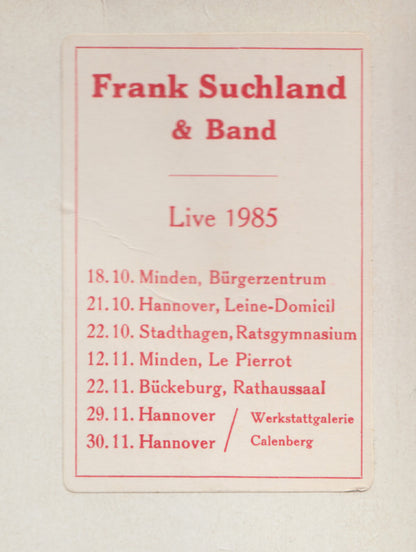 Frank Suchland
& Band
Live 1985
18.10. Minden, Bürgerzentrum
21.10. Hannover, Leine-Domicil
22.10. Stadthagen, Ratsgymnasium
12.11. Minden, Le Pierrot
22.11. Bückeburg, Rathaussaal
29.11. Hannover / Werkstattgalerie
30.11. Hannover / Calenberg